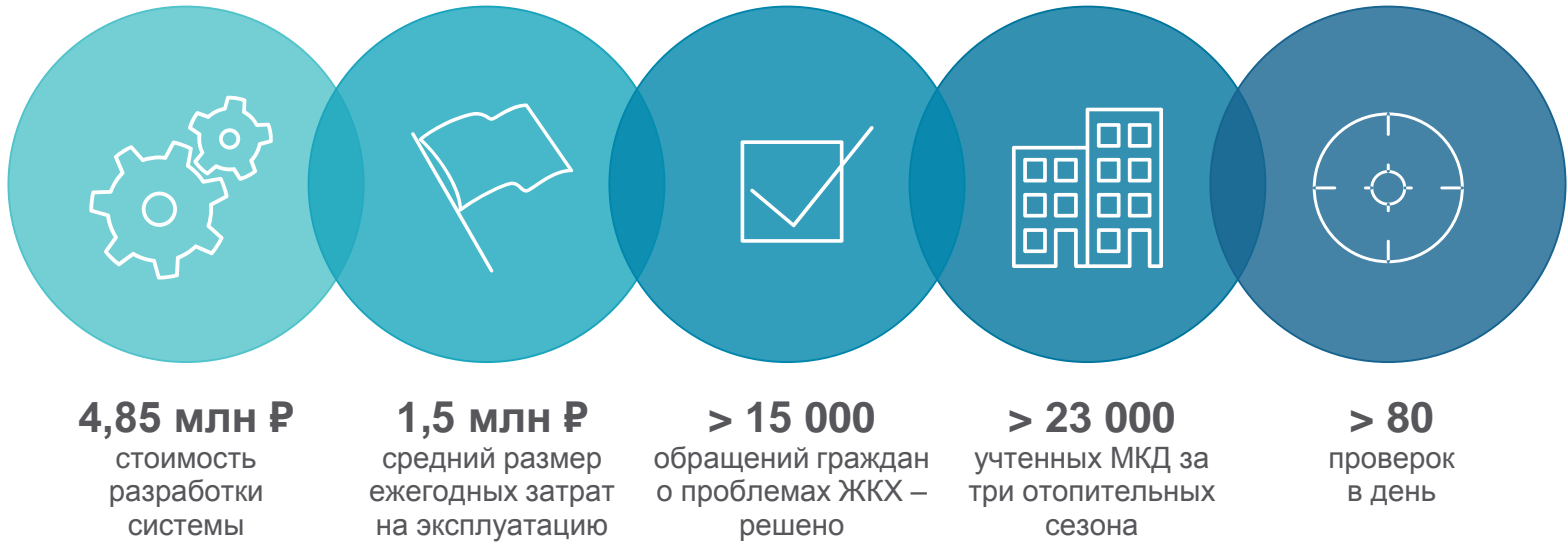 4,85 млн ₽
стоимость
разработки
системы
1,5 млн ₽
средний размер
ежегодных затрат
на эксплуатацию
> 15 000
обращений граждан
о проблемах ЖКХ –
решено
> 23 000
учтенных МКД за
три отопительных
сезона
> 80
проверок
в день